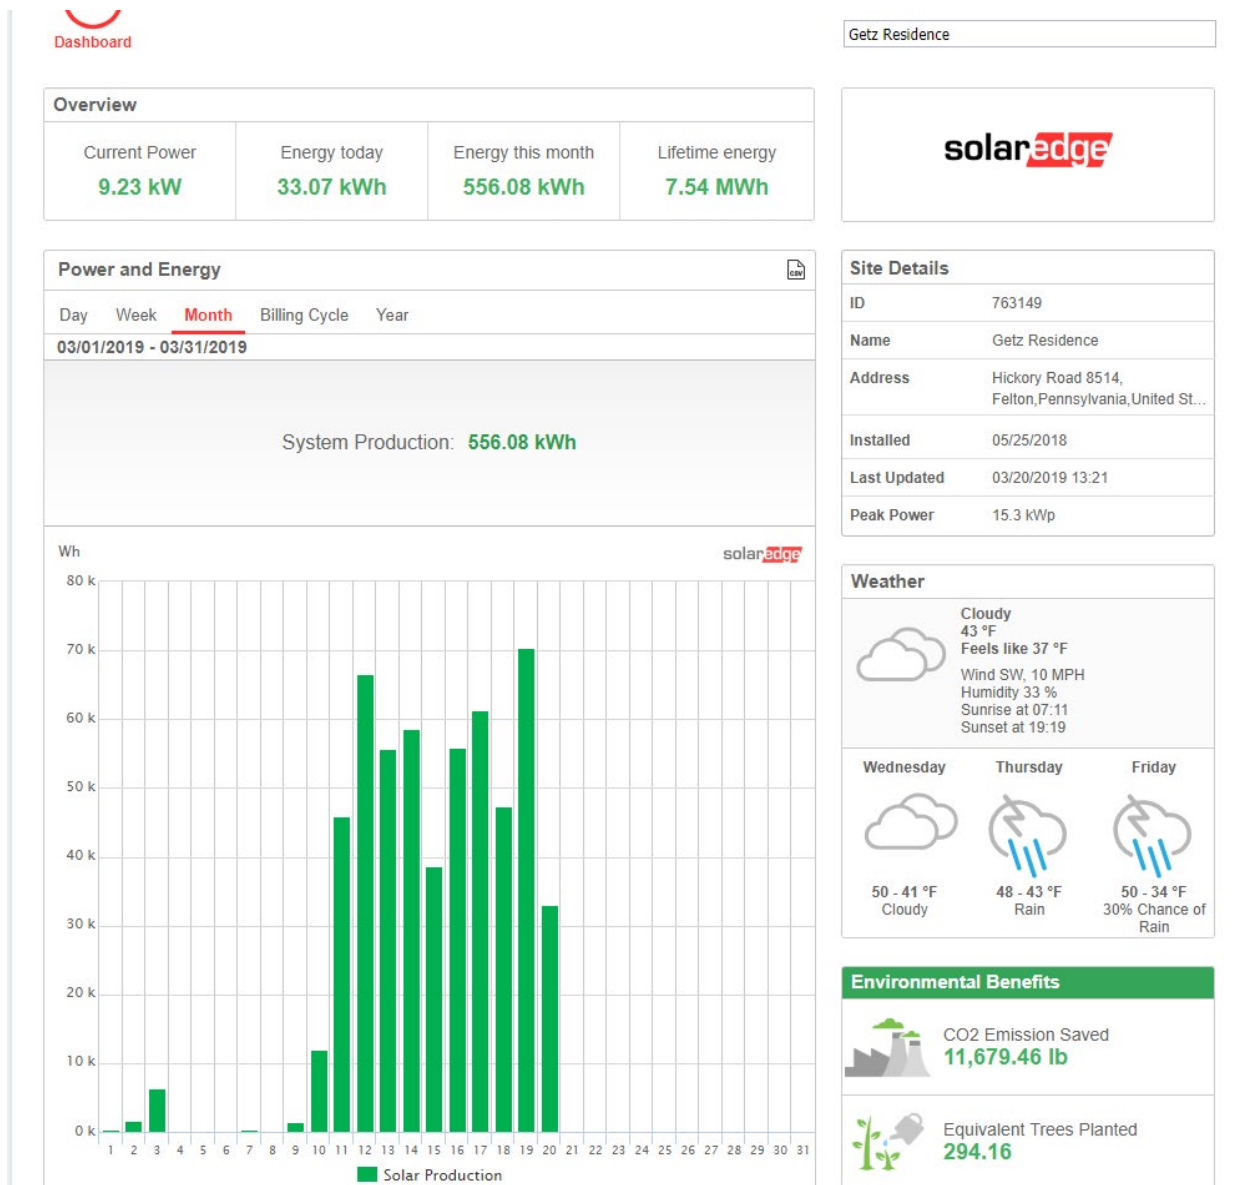 Dashboard
Getz Residence
Overview
Current Power
9.23 kW
Energy today
33.07 kWh
Energy this month
556.08 kWh
Lifetime energy
7.54 MWh
solaredge
Power and Energy
CSV
Day Week Month Billing Cycle Year
03/01/2019 - 03/31/2019
System Production: 556.08 kWh
Wh
solaredge
80 k
70 k
60 k
50 k
40 k
30 k
20 k
10 k
0 k
1 2 3 4 5 6 7 8 9 10 11 12 13 14 15 16 17 18 19 20 21 22 23 24 25 26 27 28 29 30 31
Solar Production
Site Details
ID 763149
Name Getz Residence
Address Hickory Road 8514,
Felton,Pennsylvania,United St...
Installed 05/25/2018
Last Updated 03/20/2019 13:21
Peak Power 15.3 kWp
Weather
Cloudy
43 °F
Feels like 37 °F
Wind SW, 10 MPH
Humidity 33 %
Sunrise at 07:11
Sunset at 19:19
Wednesday
50 - 41 °F
Cloudy
Thursday
48 - 43 °F
Rain
Friday
50 - 34 °F
30% Chance of
Rain
Environmental Benefits
CO2 Emission Saved
11,679.46 lb
Equivalent Trees Planted
294.16